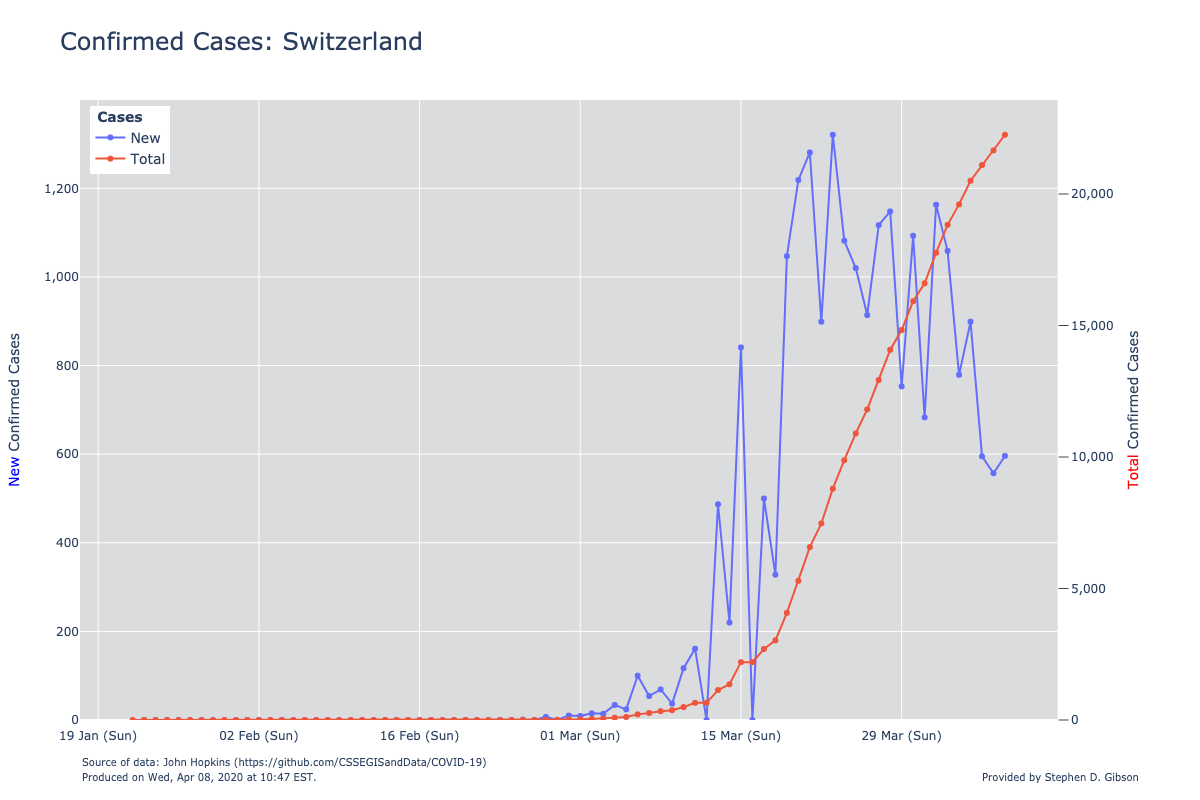 Confirmed Cases: Switzerland
Cases
New
Total
1,200
1,000
800
600
400
200
0
20,000
15,000
10,000
5,000
0
New Confirmed Cases
Total Confirmed Cases
19 Jan (Sun)
02 Feb (Sun)
16 Feb (Sun)
01 Mar (Sun)
15 Mar (Sun)
29 Mar (Sun)
Source of data: John Hopkins (https://github.com/CSSEGISandData/COVID-19)
Produced on Wed, Apr 08, 2020 at 10:47 EST.
Provided by Stephen D. Gibson